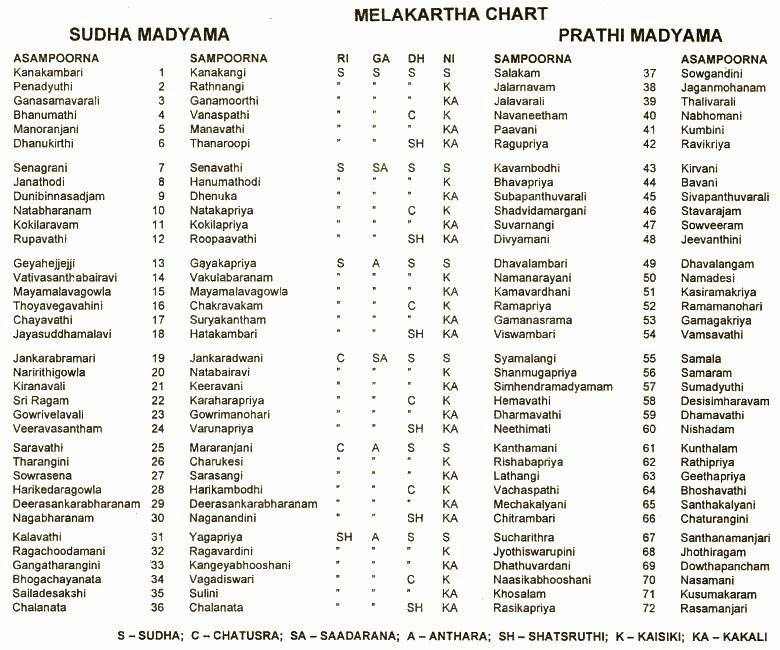 MELAKARTHA CHART
SUDHA MADYAMA PRATHI MADYAMA
ASAMPOORNA SAMPOORNA RI GA DH NI SAMPOORNA ASAMPOORNA
Kanakambari 1 Kanakangi S S S S Salakam 37 Sowgandini
Penadyuthi 2 Rathnangi " " " K Jalarnavam 38 Jaganmohanam
Ganasamavarali 3 Ganamoorthi " " " KA Jalavarali 39 Thalivarali
Bhanumathi 4 Vanaspathi " " C K Navaneetham 40 Nabhomani
Manoranjani 5 Manavathi " " " KA Paavani 41 Kumbini
Dhanukirthi 6 Thanaroopi " " SH KA Ragupriya 42 Ravikriya
Senagrani 7 Senavathi S SA S S Kavambodhi 43 Kirvani
Janathodi 8 Hanumathodi " " " K Bhavapriya 44 Bavani
Dunibinnasadjam 9 Dhenuka " " " KA Subapanthuvarali 45 Sivapanthuvarali
Natabharanam 10 Natakapriya " " C K Shadvidamargani 46 Stavarajam
Kokilaravam 11 Kokilapriya " " " KA Suvarnangi 47 Sowveeram
Rupavathi 12 Roopaavathi " " SH KA Divyamani 48 Jeevanthini
Geyahejjejji 13 Gayakapriya S A S S Dhavalambari 49 Dhavalangam
Vativasanthabairavi 14 Vakulabaranam " " " K Namanarayani 50 Namadesi
Mayamalavagowla 15 Mayamalavagowla " " " KA Kamavardhani 51 Kasiramakriya
Thoyavegavahini 16 Chakravakam " " C K Ramapriya 52 Ramamanohari
Chayavathi 17 Suryakantham " " " KA Gamanasrama 53 Gamagakriya
Jayasuddhamalavi 18 Hatakambari " " SH KA Viswambari 54 Vamsavathi
Jankarabramari 19 Jankaradwani C SA S S Syamalangi 55 Samala
Naririthigowla 20 Natabairavi " " " K Shanmugapriya 56 Samaram
Kiranavali 21 Keeravani " " " KA Simhendramadyamam 57 Sumadyuthi
Sri Ragam 22 Karaharapriya " " C K Hemavathi 58 Desisimharavam
Gowrivelavali 23 Gowrimanohari " " " KA Dharmavathi 59 Dhamavathi
Veeravasantham 24 Varunapriya " " SH KA Neethimati 60 Nishadam
Saravathi 25 Mararanjani C A S S Kanthamani 61 Kunthalam
Tharangini 26 Charukesi " " " K Rishabapriya 62 Rathipriya
Sowrasena 27 Sarasangi " " " KA Lathangi 63 Geethapriya
Harikedaragowla 28 Harikambodhi " " C K Vachaspathi 64 Bhoshavathi
Deerasankarabharanam 29 Deerasankarabharanam " " " KA Mechakalyani 65 Santhakalyani
Nagabharanam 30 Naganandini " " SH KA Chitrambari 66 Chaturangini
Kalavathi 31 Yagapriya SH A S S Sucharithra 67 Santhanamanjari
Ragachoodamani 32 Ragavardini " " " K Jyothiswarupini 68 Jhothiragam
Gangatharangini 33 Kangeyabhooshani " " " KA Dhathuvardani 69 Dowthapancham
Bhogachayanata 34 Vagadiswari " " C K Naasikabhooshani 70 Nasamani
Sailadesakshi 35 Sulini " " " KA Khosalam 71 Kusumakaram
Chalanata 36 Chalanata " " SH KA Rasikapriya 72 Rasamanjari
S – SUDHA; C – CHATUSRA; SA – SAADARANA; A – ANTHARA; SH – SHATSRUTHI; K – KAISIKI; KA – KAKALI